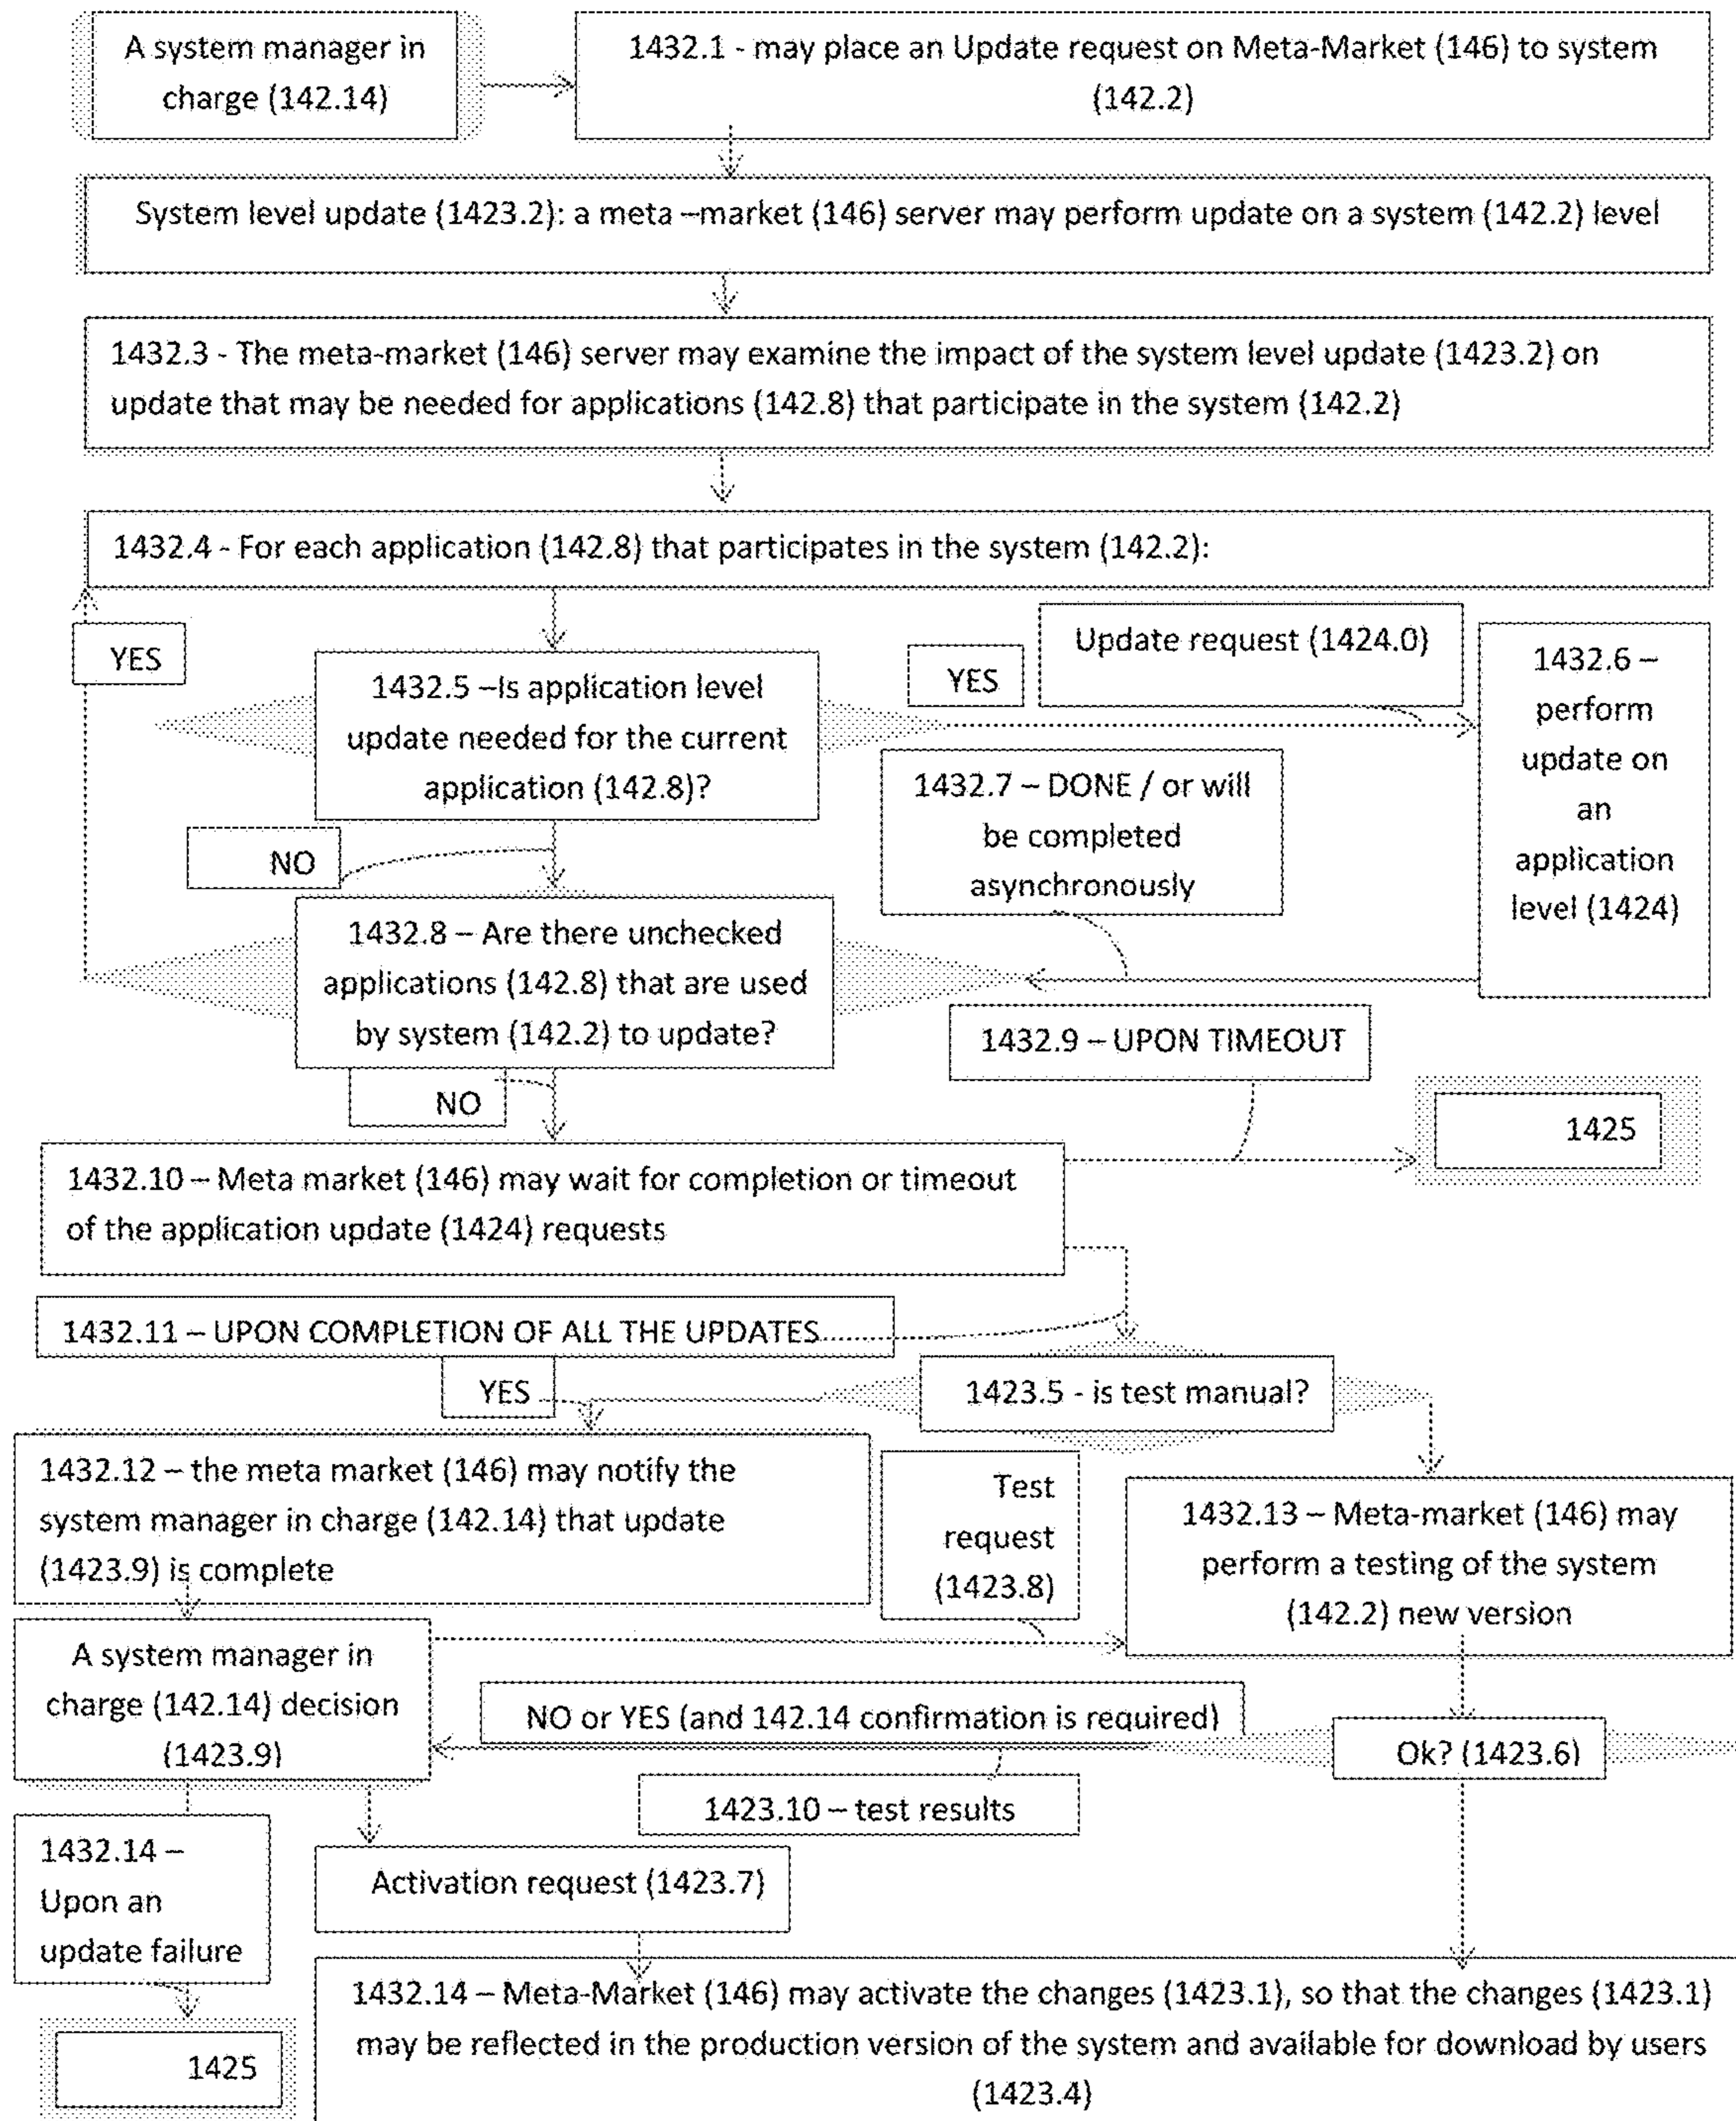 A system manager in
charge (142.14)
1432.1 - may place an Update request on Meta-Market (146) to system
(142.2)
System level update (1423.2): a meta –market (146) server may perform update on a system (142.2) level
1432.3 - The meta-market (146) server may examine the impact of the system level update (1423.2) on
update that may be needed for applications (142.8) that participate in the system (142.2)
1432.4 - For each application (142.8) that participates in the system (142.2):
YES
1432.5 –Is application level
update needed for the current
application (142.8)?
YES
Update request (1424.0)
1432.6 –
perform
update on
an
application
level (1424)
1432.7 – DONE / or will
be completed
asynchronously
NO
1432.8 – Are there unchecked
applications (142.8) that are used
by system (142.2) to update?
1432.9 – UPON TIMEOUT
NO
1425
1432.10 – Meta market (146) may wait for completion or timeout
of the application update (1424) requests
1432.11 – UPON COMPLETION OF ALL THE UPDATES
YES
1423.5 - is test manual?
1432.12 – the meta market (146) may notify the
system manager in charge (142.14) that update
(1423.9) is complete
Test
request
(1423.8)
1432.13 – Meta-market (146) may
perform a testing of the system
(142.2) new version
A system manager in
charge (142.14) decision
(1423.9)
NO or YES (and 142.14 confirmation is required)
Ok? (1423.6)
1423.10 – test results
1432.14 –
Upon an
update failure
Activation request (1423.7)
1425
1432.14 – Meta-Market (146) may activate the changes (1423.1), so that the changes (1423.1)
may be reflected in the production version of the system and available for download by users
(1423.4)